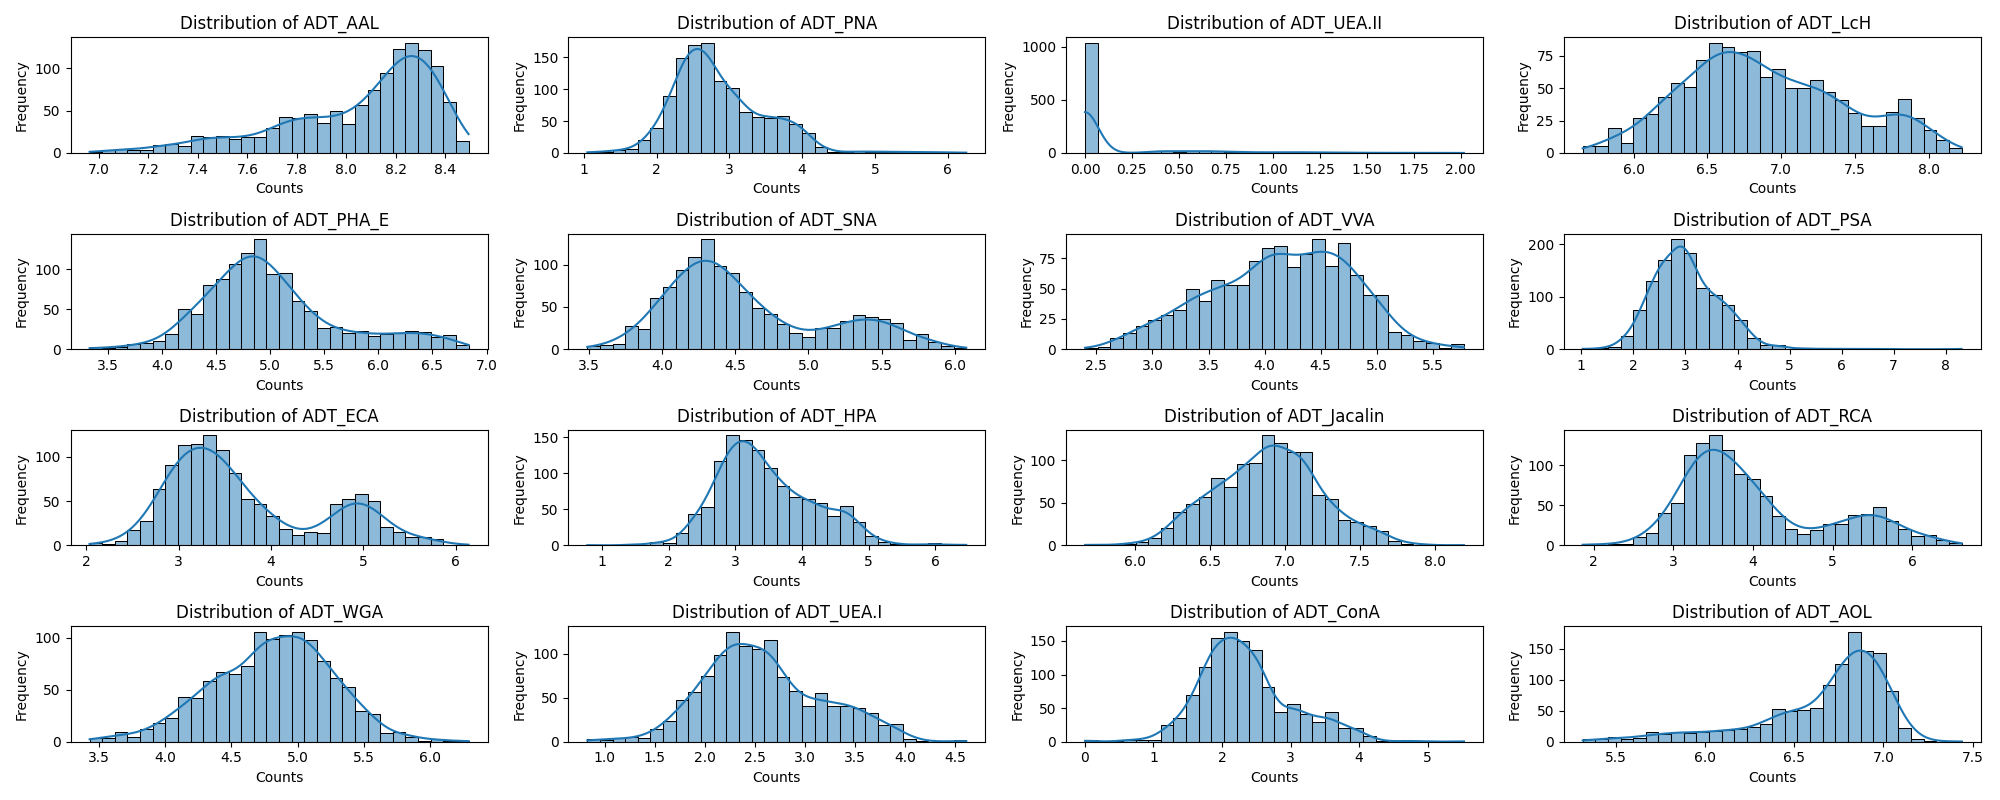 Distribution of ADT_AAL
Frequency
0
50
100
7.0 7.2 7.4 7.6 7.8 8.0 8.2 8.4
Counts
Distribution of ADT_PNA
Frequency
0
50
100
150
1 2 3 4 5 6
Counts
Distribution of ADT_UEA.II
Frequency
0
500
1000
0.00 0.25 0.50 0.75 1.00 1.25 1.50 1.75 2.00
Counts
Distribution of ADT_LcH
Frequency
0
25
50
75
6.0 6.5 7.0 7.5 8.0
Counts
Distribution of ADT_PHA_E
Frequency
0
50
100
3.5 4.0 4.5 5.0 5.5 6.0 6.5 7.0
Counts
Distribution of ADT_SNA
Frequency
0
50
100
3.5 4.0 4.5 5.0 5.5 6.0
Counts
Distribution of ADT_VVA
Frequency
0
25
50
75
2.5 3.0 3.5 4.0 4.5 5.0 5.5
Counts
Distribution of ADT_PSA
Frequency
0
100
200
1 2 3 4 5 6 7 8
Counts
Distribution of ADT_ECA
Frequency
0
50
100
2 3 4 5 6
Counts
Distribution of ADT_HPA
Frequency
0
50
100
150
1 2 3 4 5 6
Counts
Distribution of ADT_Jacalin
Frequency
0
50
100
6.0 6.5 7.0 7.5 8.0
Counts
Distribution of ADT_RCA
Frequency
0
50
100
2 3 4 5 6
Counts
Distribution of ADT_WGA
Frequency
0
50
100
3.5 4.0 4.5 5.0 5.5 6.0
Counts
Distribution of ADT_UEA.I
Frequency
0
50
100
1.0 1.5 2.0 2.5 3.0 3.5 4.0 4.5
Counts
Distribution of ADT_ConA
Frequency
0
50
100
150
0 1 2 3 4 5
Counts
Distribution of ADT_AOL
Frequency
0
50
100
150
5.5 6.0 6.5 7.0 7.5
Counts